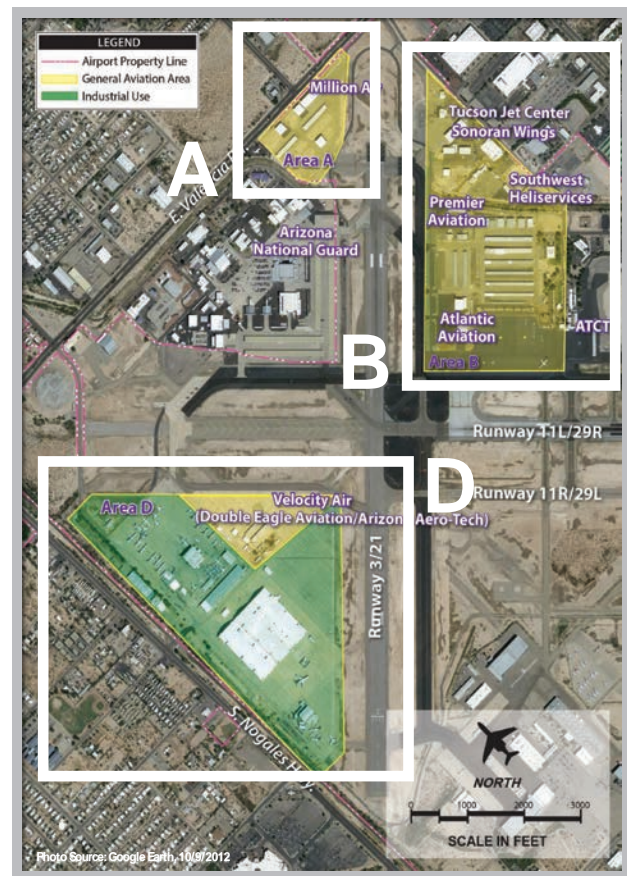 LEGEND
Airport Property Line
General Aviation Area
Industrial Use
Million A
Area A
A
E. Valencia
Tucson Jet Center
Sonoran Wings
Southwest
Heliservices
Premier
Aviation
Arizona
National Guard
Atlantic
Aviation
ATCT
Area B
B
Runway 11L/29R
D
Runway 11R/29L
Area D
Velocity Air
(Double Eagle Aviation/Arizon Aero-Tech)
Runway 3/21
S. Nogales Hwy.
NORTH
0 1000 2000 3000
SCALE IN FEET
Photo Source: Google Earth, 10/9/2012